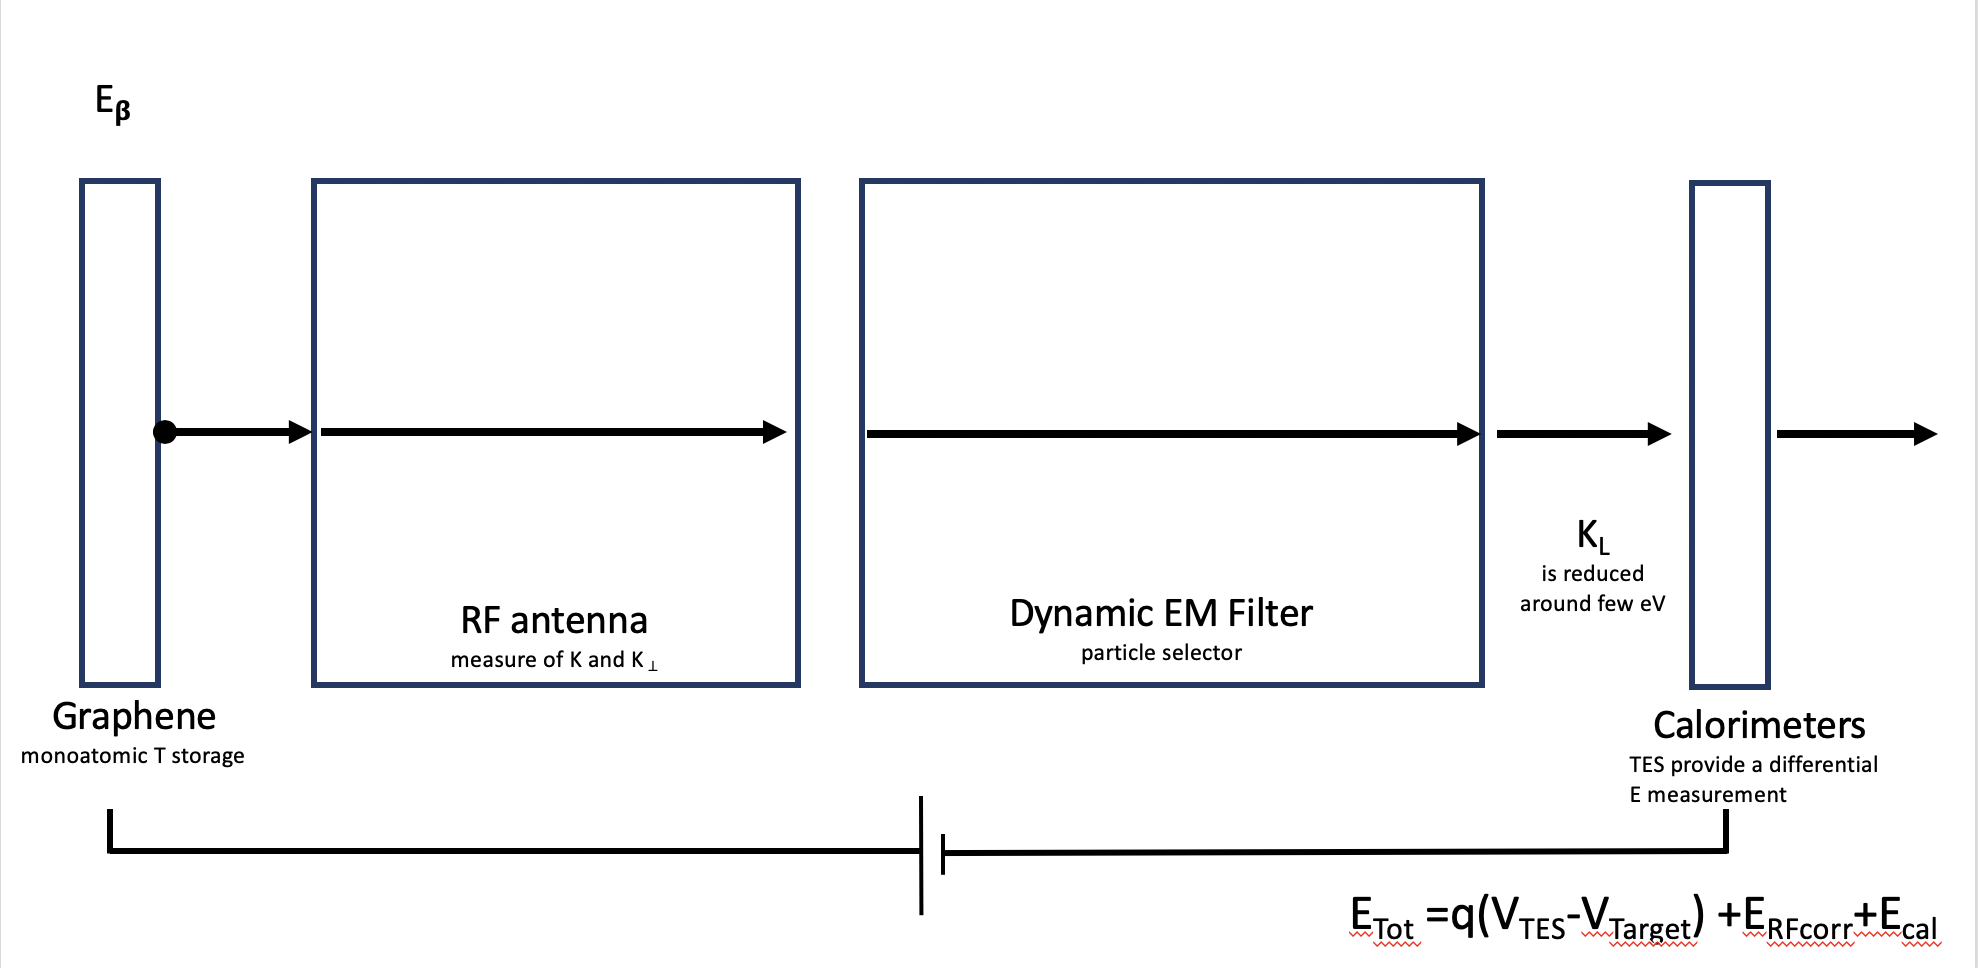 Eβ
RF antenna
measure of K and K⊥
Dynamic EM Filter
particle selector
KL
is reduced
around few eV
Graphene
monoatomic T storage
Calorimeters
TES provide a differential
E measurement
ETot =q(VTES-VTarget) +ERFcorr+Ecal